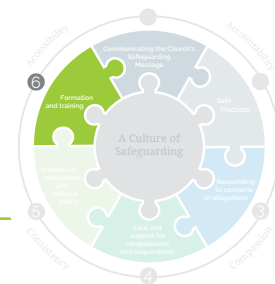 Accessibility
Accountability
Communicating the Church's
Safeguarding
Message
6
Formation
and training
Safe
Practices
A Culture of
Safeguarding
Responding
to concerns
or allegations
5
3
Care and
support for
complainants
and respondents
Consistency
Compassion
4